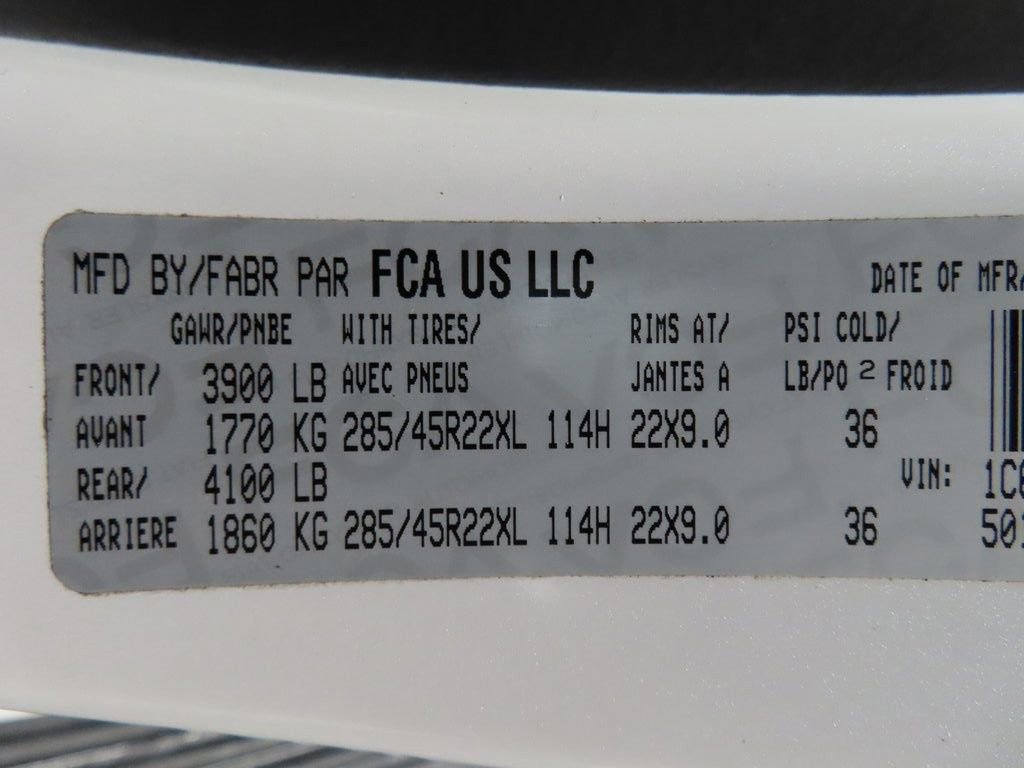 MFD BY/FABR PAR FCA US LLC DATE OF MFR/
GAWR/PNBE WITH TIRES/ RIMS AT/ PSI COLD/
FRONT/ 3900 LB AVEC PNEUS JANTES A LB/PO 2 FROID
AVANT 1770 KG 285/45R22XL 114H 22X9.0 36
REAR/ 4100 LB VIN: 1C6
ARRIERE 1860 KG 285/45R22XL 114H 22X9.0 36 501